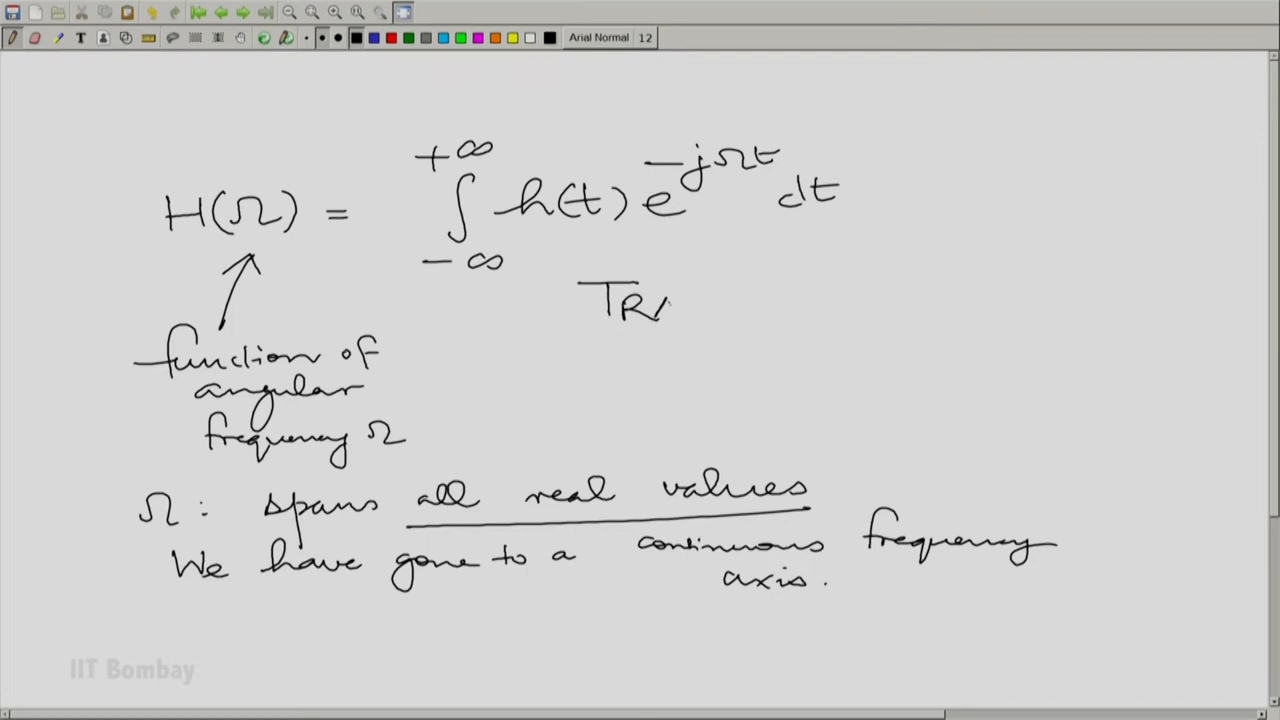 Arial Normal 12
H(Ω) = ∫_{-∞}^{+∞} h(t) e^{-jΩt} dt
TRA
function of
angular
frequency Ω
Ω : spans all real values
We have gone to a continuous frequency
axis.
IIT Bombay